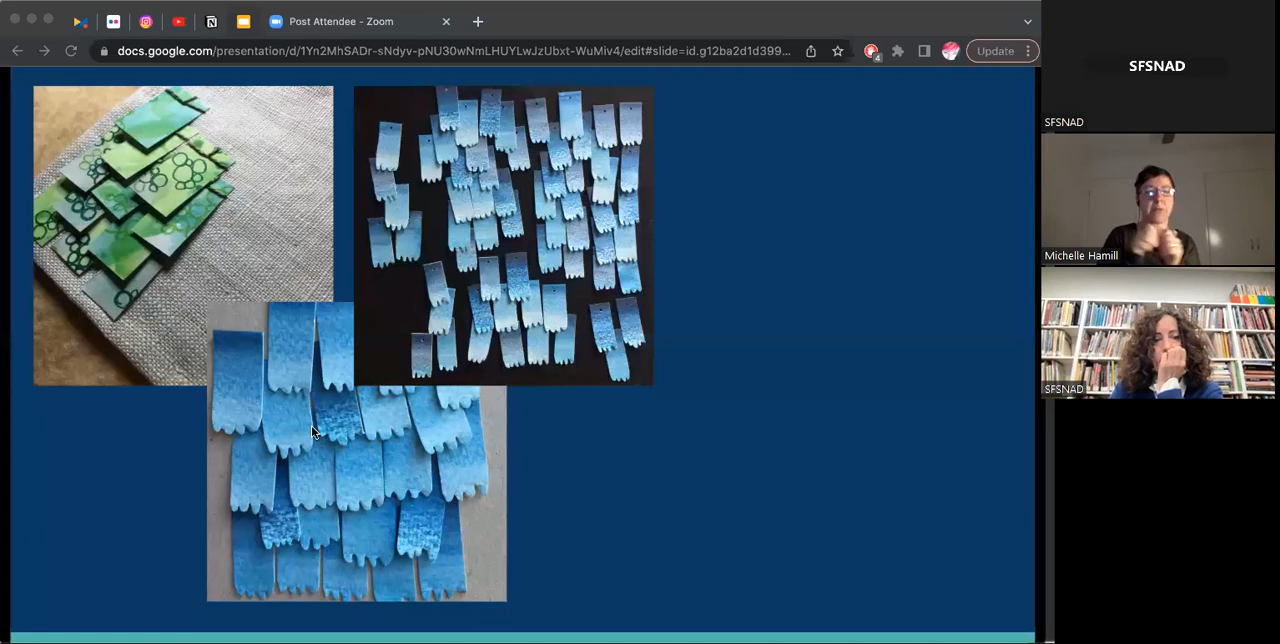 Post Attendee - Zoom
docs.google.com/presentation/d/1Yn2MhSADr-sNdyv-pNU30wNmLHUYLwJzUbxt-WuMiv4/edit#slide=id.g12ba2d1d399...
4
Update
SFSNAD
SFSNAD
Michelle Hamill
SFSNAD